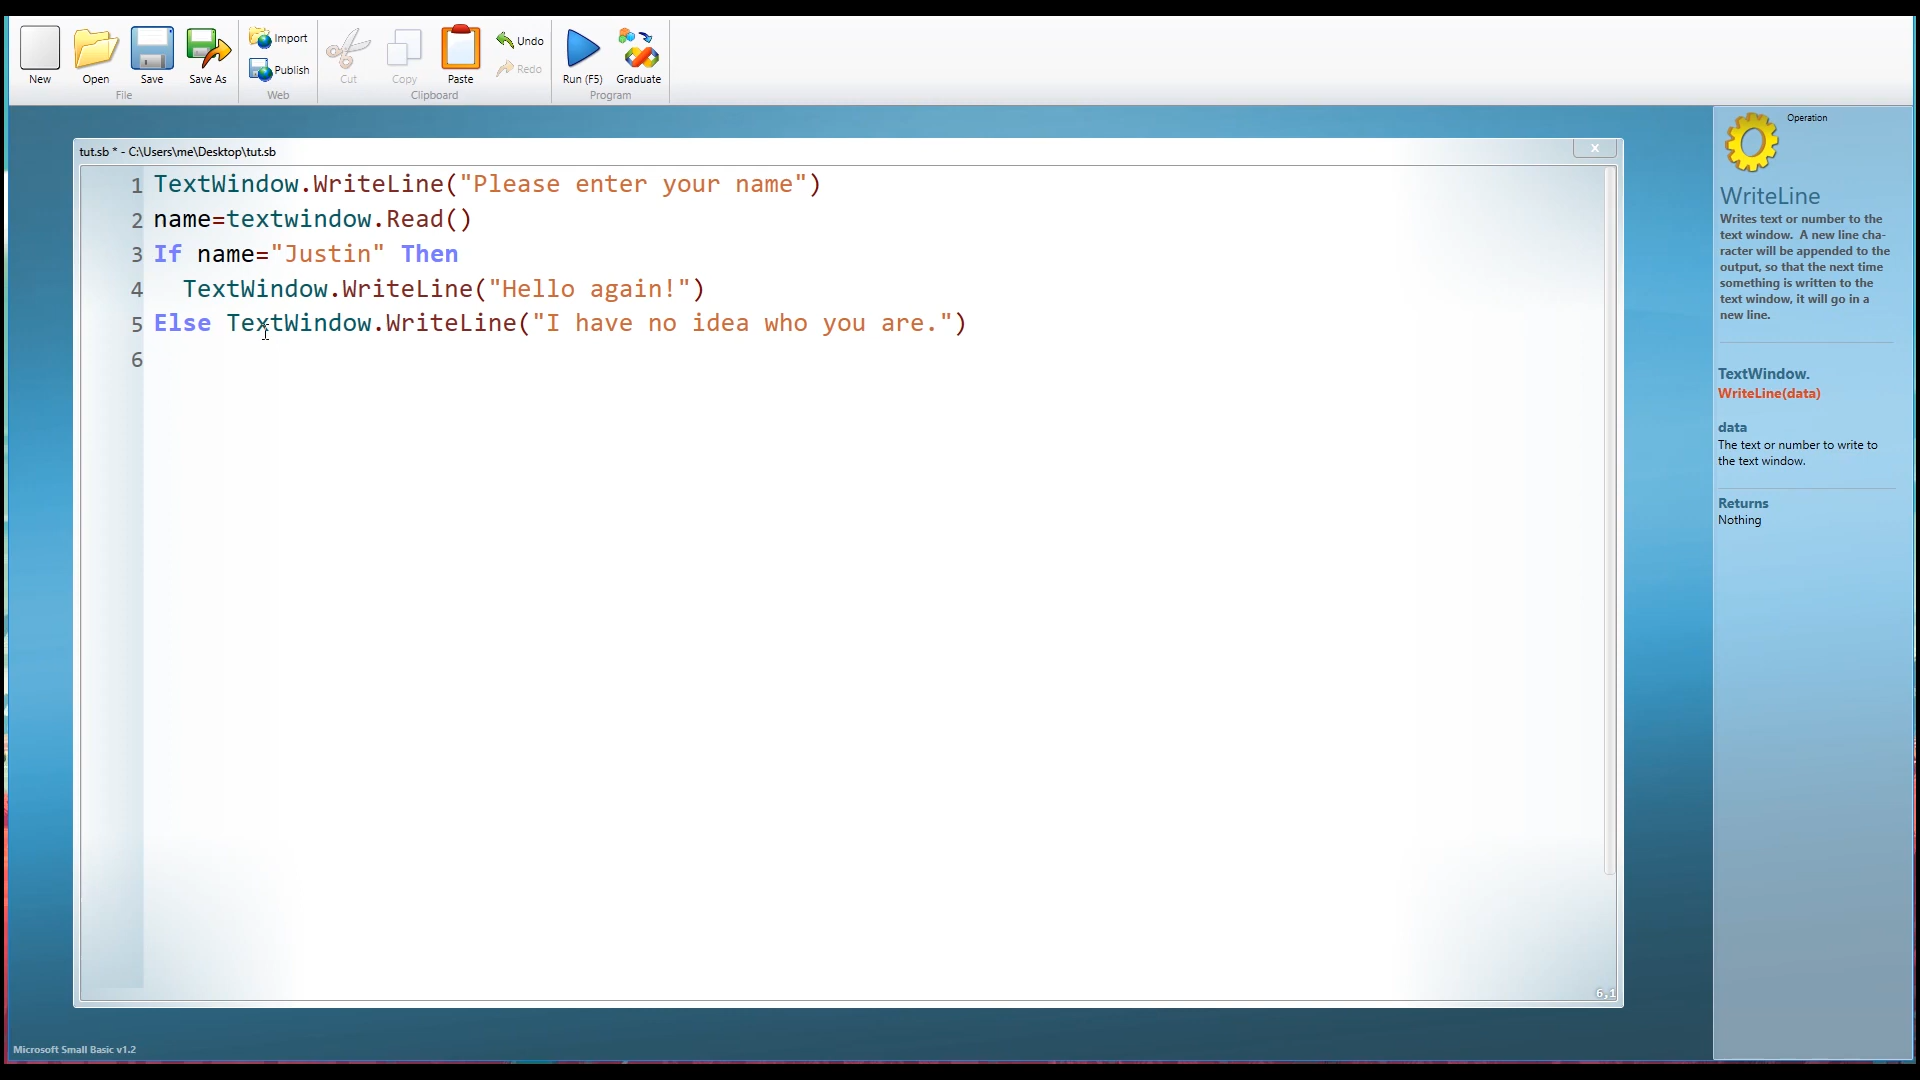 New
Open
Save
Save As
File
Import
Publish
Web
Cut
Copy
Paste
Undo
Redo
Clipboard
Run (F5)
Graduate
Program
tut.sb * - C:\Users\me\Desktop\tut.sb
x
1 TextWindow.WriteLine("Please enter your name")
2 name=textwindow.Read()
3 If name="Justin" Then
4 TextWindow.WriteLine("Hello again!")
5 Else TextWindow.WriteLine("I have no idea who you are.")
6
6,1
Operation
WriteLine
Writes text or number to the
text window. A new line cha-
racter will be appended to the
output, so that the next time
something is written to the
text window, it will go in a
new line.
TextWindow.
WriteLine(data)
data
The text or number to write to
the text window.
Returns
Nothing
Microsoft Small Basic v1.2